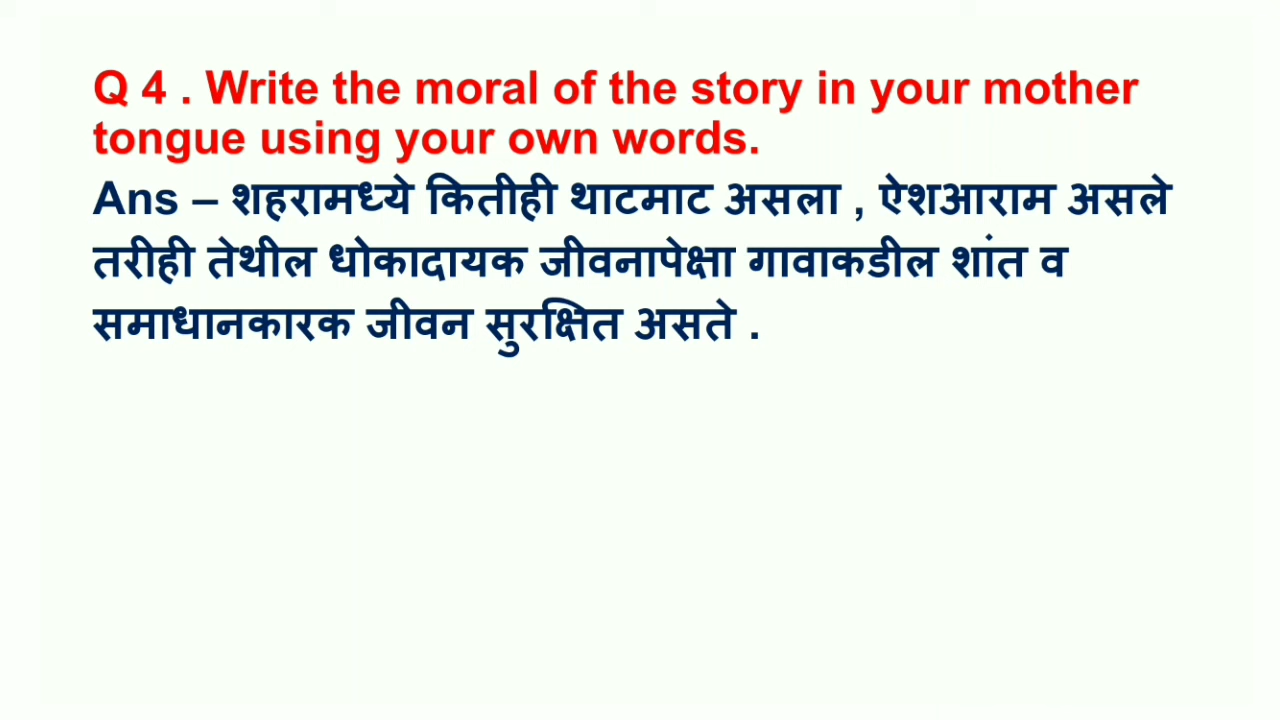 Q 4 . Write the moral of the story in your mother
tongue using your own words.
Ans – शहरामध्ये कितीही थाटमाट असला , ऐशआराम असले
तरीही तेथील धोकादायक जीवनापेक्षा गावाकडील शांत व
समाधानकारक जीवन सुरक्षित असते .